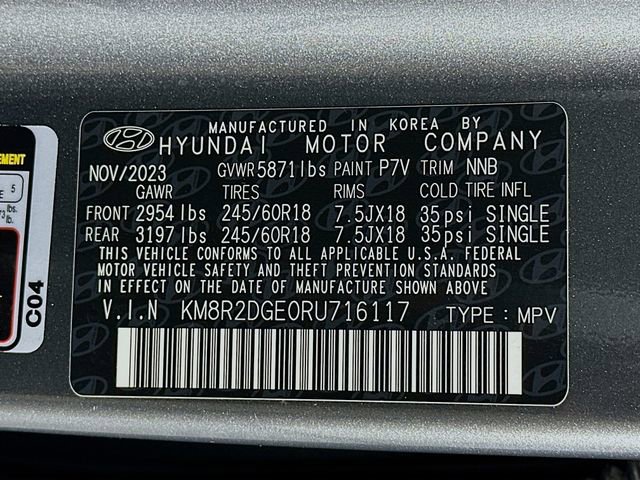 MANUFACTURED IN KOREA BY
HYUNDAI MOTOR COMPANY
NOV/2023 GVWR 5871lbs PAINT P7V TRIM NNB
GAWR TIRES RIMS COLD TIRE INFL
FRONT 2954 lbs 245/60R18 7.5JX18 35psi SINGLE
REAR 3197 lbs 245/60R18 7.5JX18 35psi SINGLE
THIS VEHICLE CONFORMS TO ALL APPLICABLE U.S.A. FEDERAL
MOTOR VEHICLE SAFETY AND THEFT PREVENTION STANDARDS
IN EFFECT ON THE DATE OF MANUFACTURE SHOWN ABOVE
V.I.N KM8R2DGE0RU716117 TYPE: MPV
EMENT
E 5
lbs.
C04